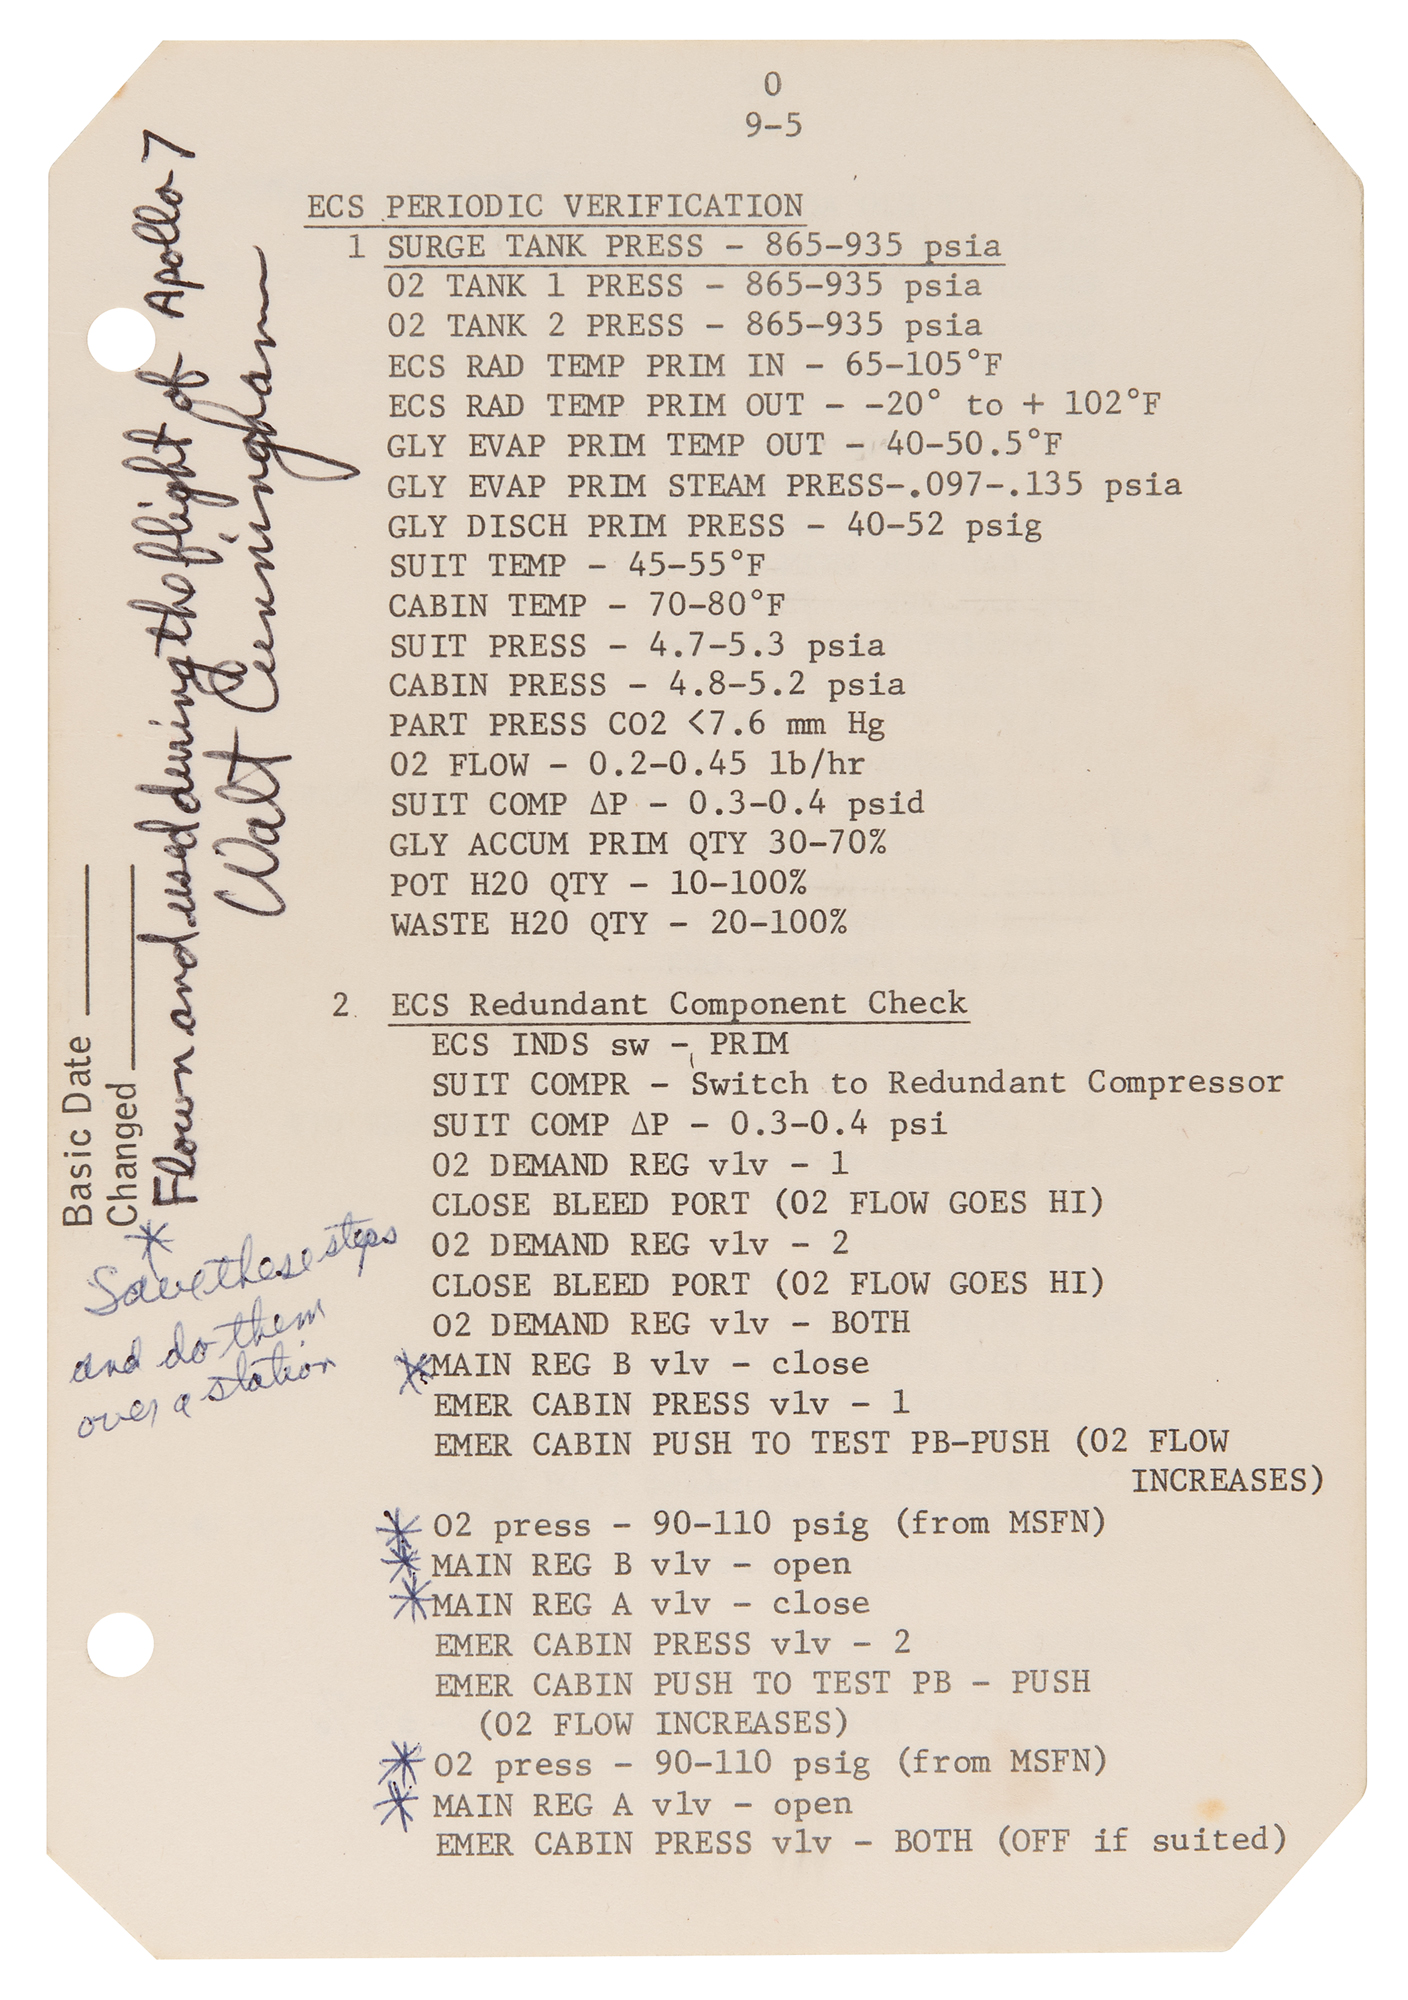 0
9-5
ECS PERIODIC VERIFICATION
1 SURGE TANK PRESS - 865-935 psia
O2 TANK 1 PRESS - 865-935 psia
O2 TANK 2 PRESS - 865-935 psia
ECS RAD TEMP PRIM IN - 65-105°F
ECS RAD TEMP PRIM OUT - -20° to + 102°F
GLY EVAP PRIM TEMP OUT - 40-50.5°F
GLY EVAP PRIM STEAM PRESS-.097-.135 psia
GLY DISCH PRIM PRESS - 40-52 psig
SUIT TEMP - 45-55°F
CABIN TEMP - 70-80°F
SUIT PRESS - 4.7-5.3 psia
CABIN PRESS - 4.8-5.2 psia
PART PRESS CO2 <7.6 mm Hg
O2 FLOW - 0.2-0.45 lb/hr
SUIT COMP ΔP - 0.3-0.4 psid
GLY ACCUM PRIM QTY 30-70%
POT H2O QTY - 10-100%
WASTE H2O QTY - 20-100%
2 ECS Redundant Component Check
ECS INDS sw - PRIM
SUIT COMPR - Switch to Redundant Compressor
SUIT COMP ΔP - 0.3-0.4 psi
O2 DEMAND REG vlv - 1
CLOSE BLEED PORT (O2 FLOW GOES HI)
O2 DEMAND REG vlv - 2
CLOSE BLEED PORT (O2 FLOW GOES HI)
O2 DEMAND REG vlv - BOTH
*MAIN REG B vlv - close
EMER CABIN PRESS vlv - 1
EMER CABIN PUSH TO TEST PB-PUSH (O2 FLOW
INCREASES)
* O2 press - 90-110 psig (from MSFN)
* MAIN REG B vlv - open
* MAIN REG A vlv - close
EMER CABIN PRESS vlv - 2
EMER CABIN PUSH TO TEST PB - PUSH
(O2 FLOW INCREASES)
* O2 press - 90-110 psig (from MSFN)
* MAIN REG A vlv - open
EMER CABIN PRESS vlv - BOTH (OFF if suited)
Basic Date
Changed
Flown and used during the flight of Apollo 7
Walt Cunningham
*
Save these steps
and do them
over a station